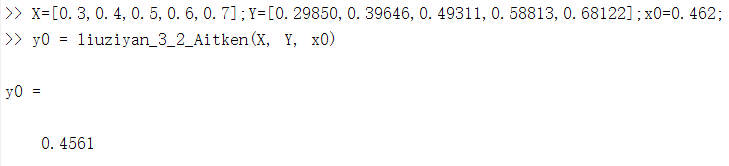 >> X=[0.3,0.4,0.5,0.6,0.7];Y=[0.29850,0.39646,0.49311,0.58813,0.68122];x0=0.462;
>> y0 = liuziyan_3_2_Aitken(X, Y, x0)
y0 =
0.4561